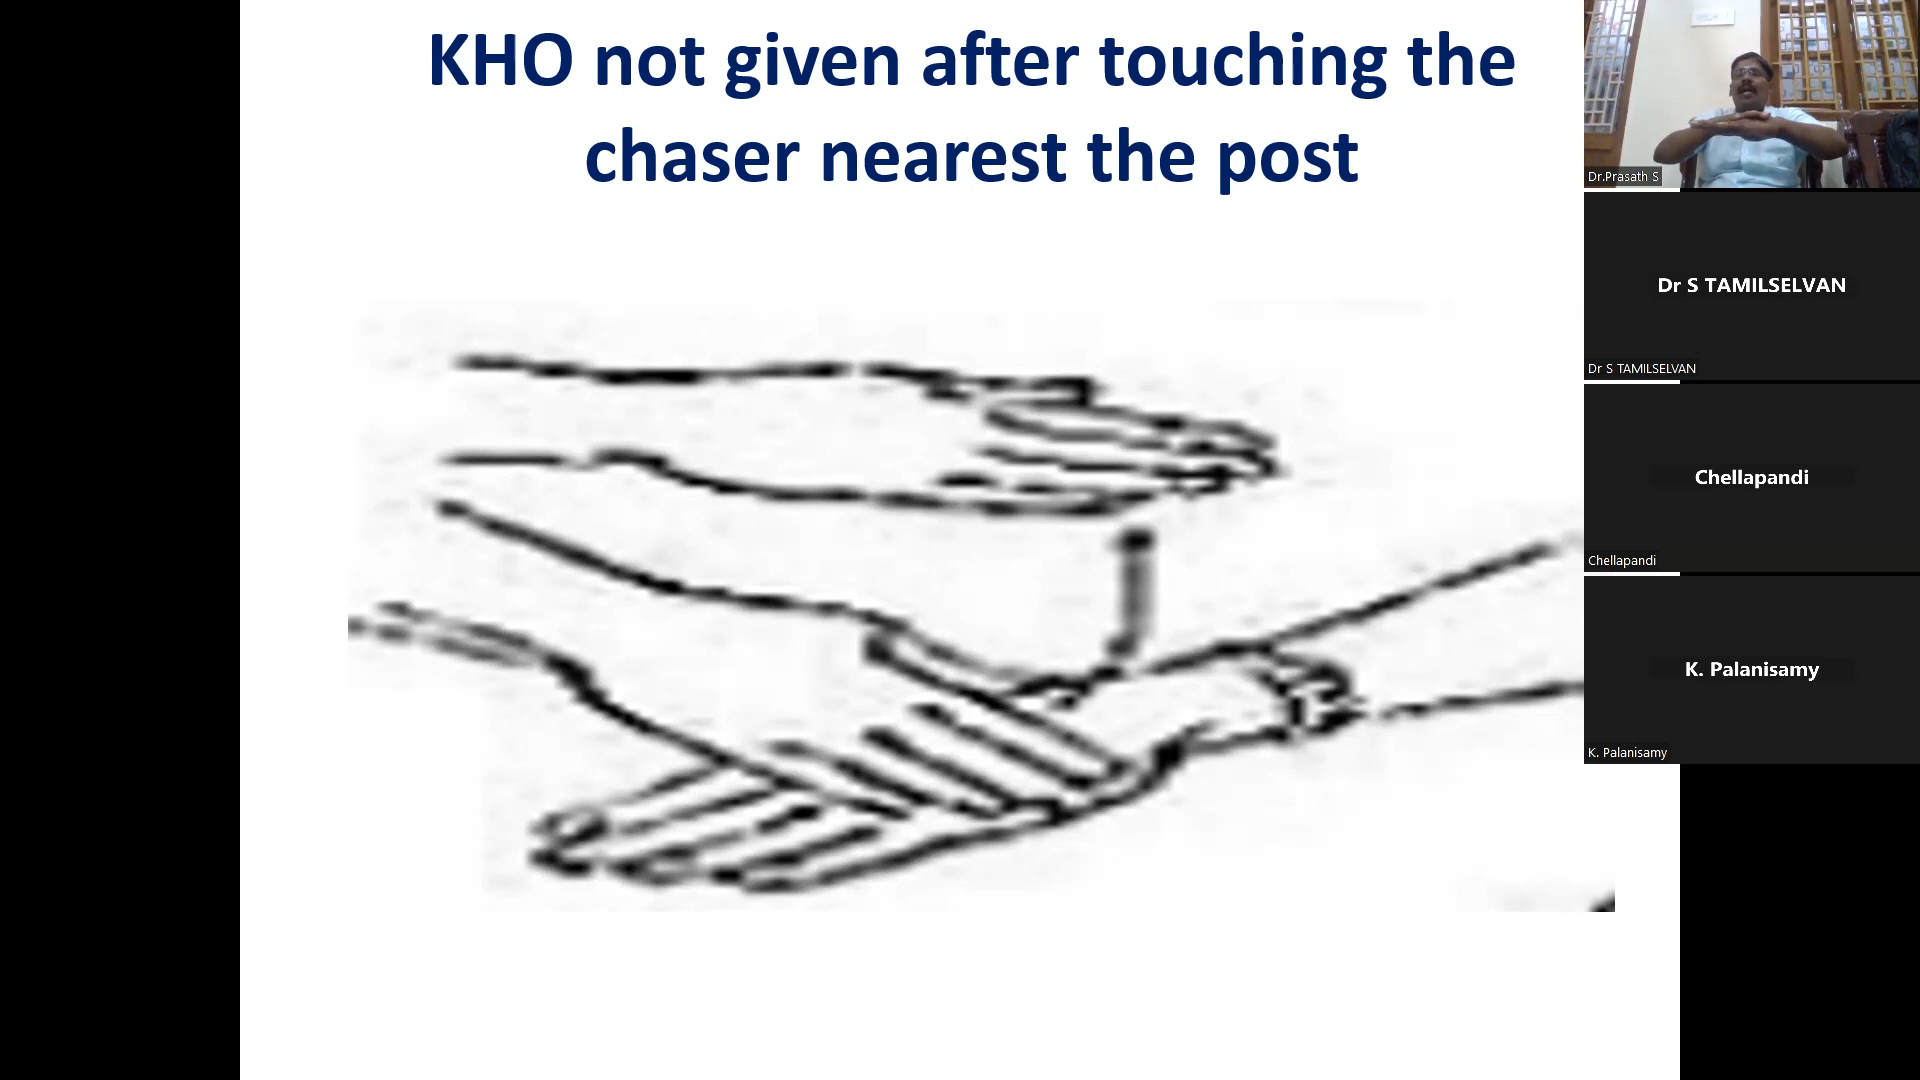 KHO not given after touching the
chaser nearest the post
Dr.Prasath S
Dr S TAMILSELVAN
Dr S TAMILSELVAN
Chellapandi
Chellapandi
K. Palanisamy
K. Palanisamy